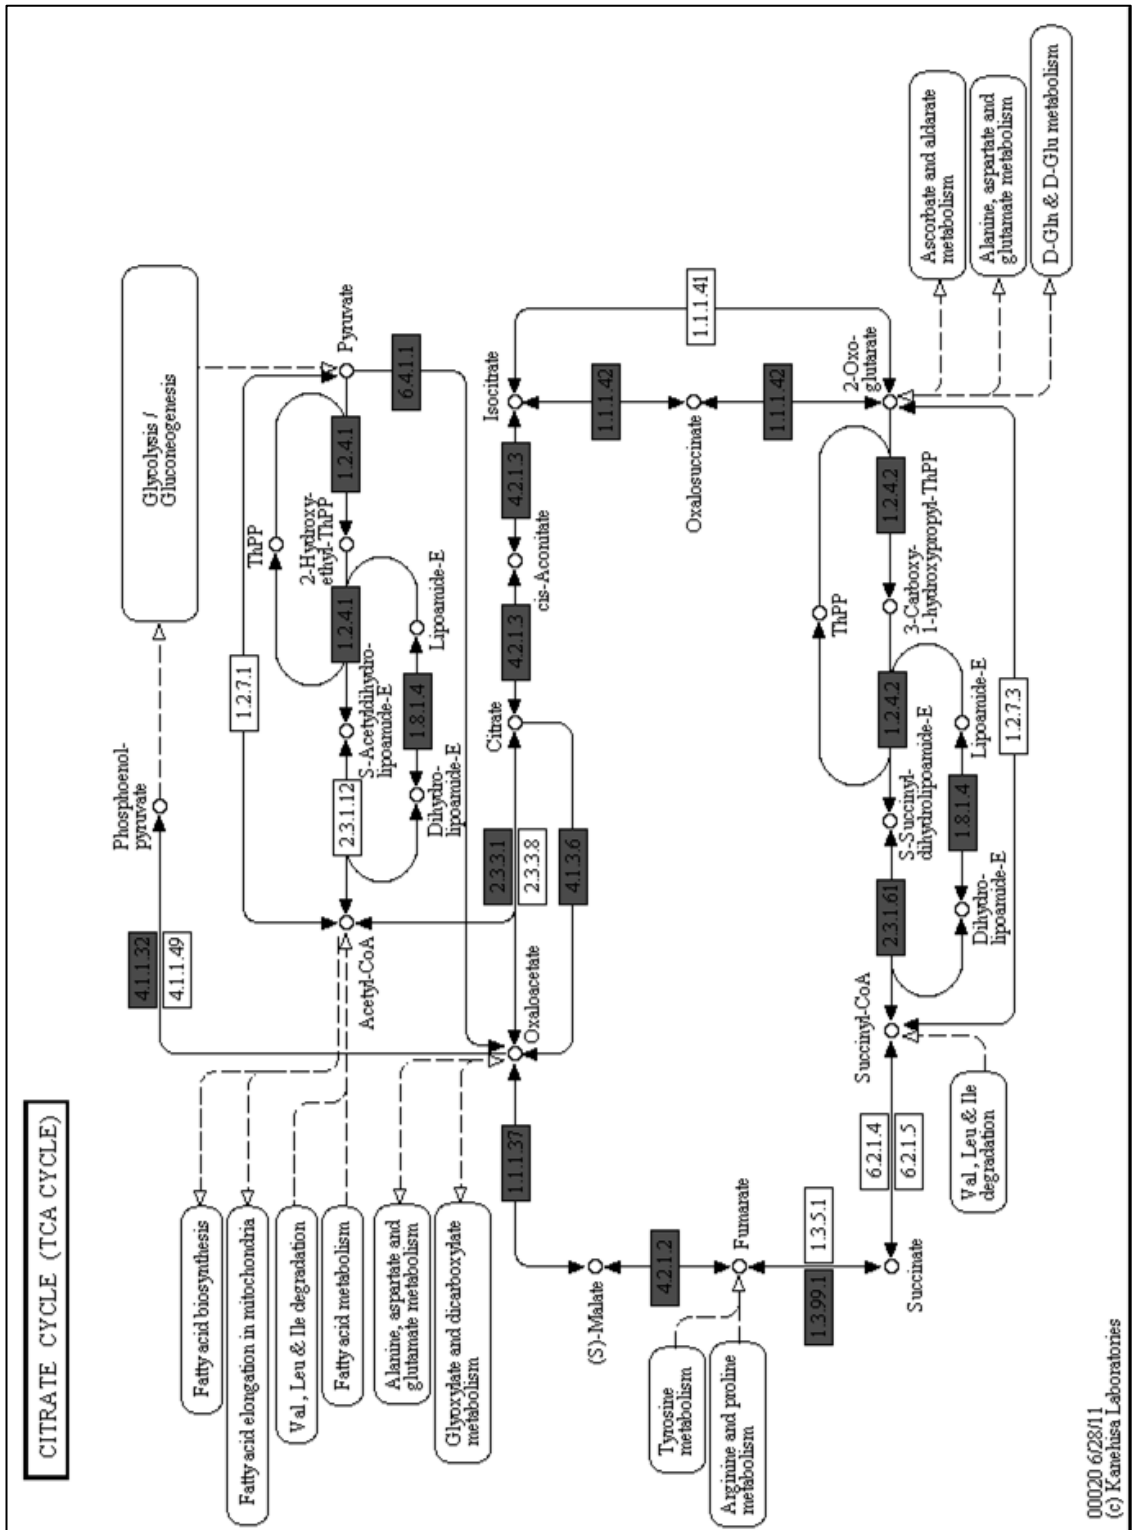 CITRATE CYCLE (TCA CYCLE)
Phosphoenol-
pyruvate
Glycolysis /
Gluconeogenesis
4.1.1.32
4.1.1.49
1.2.7.1
Fatty acid biosynthesis
Fatty acid elongation in mitochondria
Val, Leu & Ile degradation
Fatty acid metabolism
Alanine, aspartate and
glutamate metabolism
Glyoxylate and dicarboxylate
metabolism
ThPP
Acetyl-CoA
2.3.1.12
S-Acetyldihydro-
lipoamide-E
1.2.4.1
2-Hydroxy-
ethyl-ThPP
1.2.4.1
Pyruvate
Dihydro-
lipoamide-E
1.8.1.4
Lipoamide-E
6.4.1.1
Oxaloacetate
2.3.3.1
2.3.3.8
4.1.3.6
Citrate
4.2.1.3
cis-Aconitate
4.2.1.3
Isocitrate
1.1.1.37
(S)-Malate
4.2.1.2
Fumarate
Tyrosine
metabolism
Arginine and proline
metabolism
1.3.99.1
1.3.5.1
Succinate
1.1.1.42
Oxalosuccinate
1.1.1.42
1.1.1.41
2-Oxo-
glutarate
ThPP
6.2.1.4
6.2.1.5
Succinyl-CoA
2.3.1.61
S-Succinyl-
dihydrolipoamide-E
1.2.4.2
3-Carboxy-
1-hydroxypropyl-ThPP
1.2.4.2
Dihydro-
lipoamide-E
1.8.1.4
Lipoamide-E
1.2.7.3
Val, Leu & Ile
degradation
Ascorbate and aldarate
metabolism
Alanine, aspartate and
glutamate metabolism
D-Gln & D-Glu metabolism
00020 6/28/11
(c) Kanehisa Laboratories